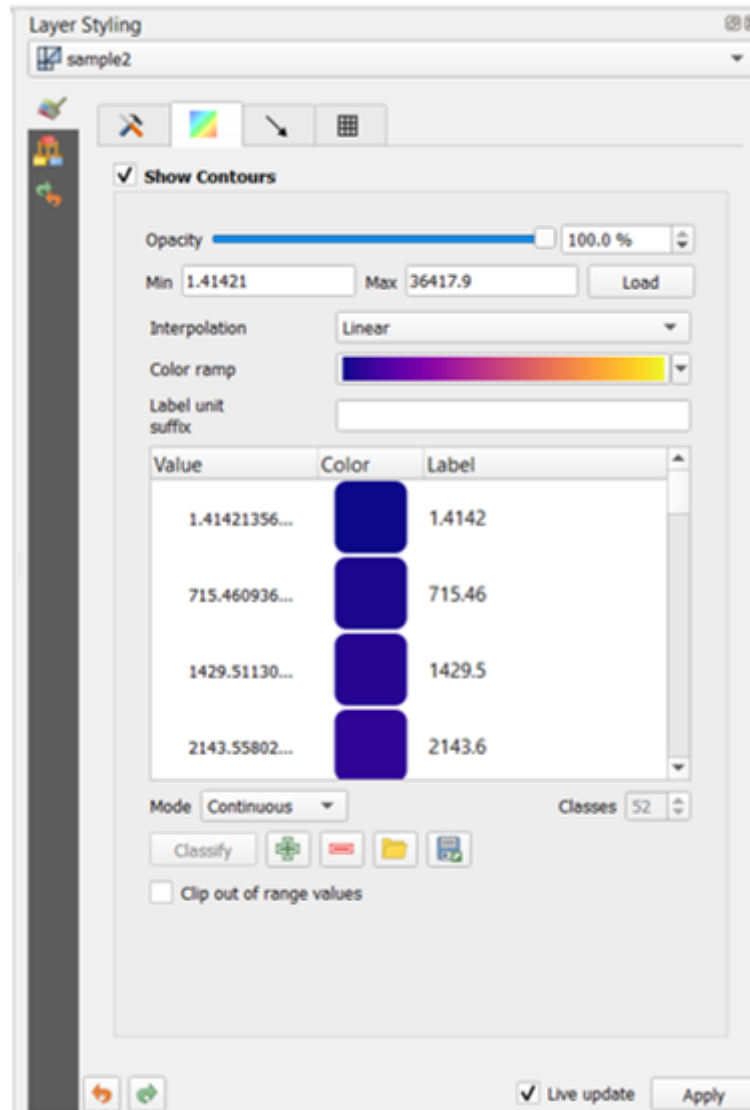 Layer Styling
sample2
Show Contours
Opacity 100.0 %
Min 1.41421 Max 36417.9 Load
Interpolation Linear
Color ramp
Label unit
suffix
Value Color Label
1.41421356... 1.4142
715.460936... 715.46
1429.51130... 1429.5
2143.55802... 2143.6
Mode Continuous Classes 52
Classify
Clip out of range values
Live update Apply